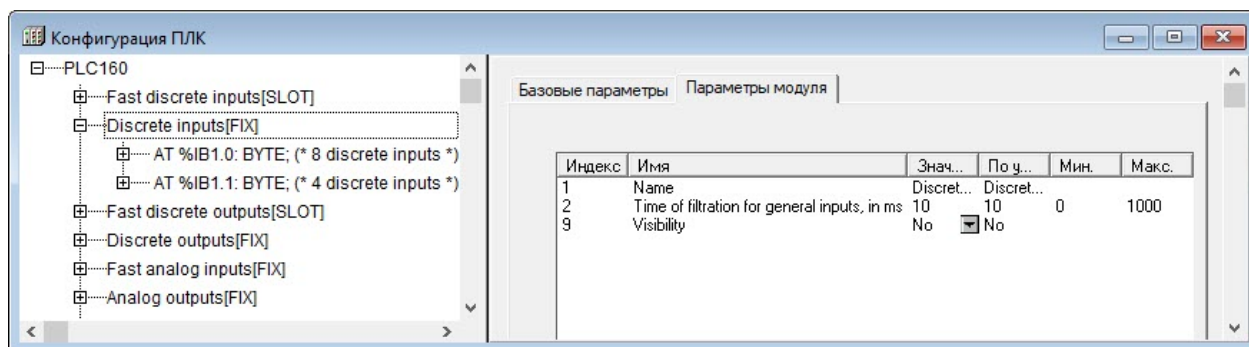 Конфигурация ПЛК
PLC160
Fast discrete inputs[SLOT]
Discrete inputs[FIX]
AT %IB1.0: BYTE; (* 8 discrete inputs *)
AT %IB1.1: BYTE; (* 4 discrete inputs *)
Fast discrete outputs[SLOT]
Discrete outputs[FIX]
Fast analog inputs[FIX]
Analog outputs[FIX]
Базовые параметры Параметры модуля
Индекс Имя Знач... По у... Мин. Макс.
1 Name Discret... Discret...
2 Time of filtration for general inputs, in ms 10 10 0 1000
9 Visibility No No